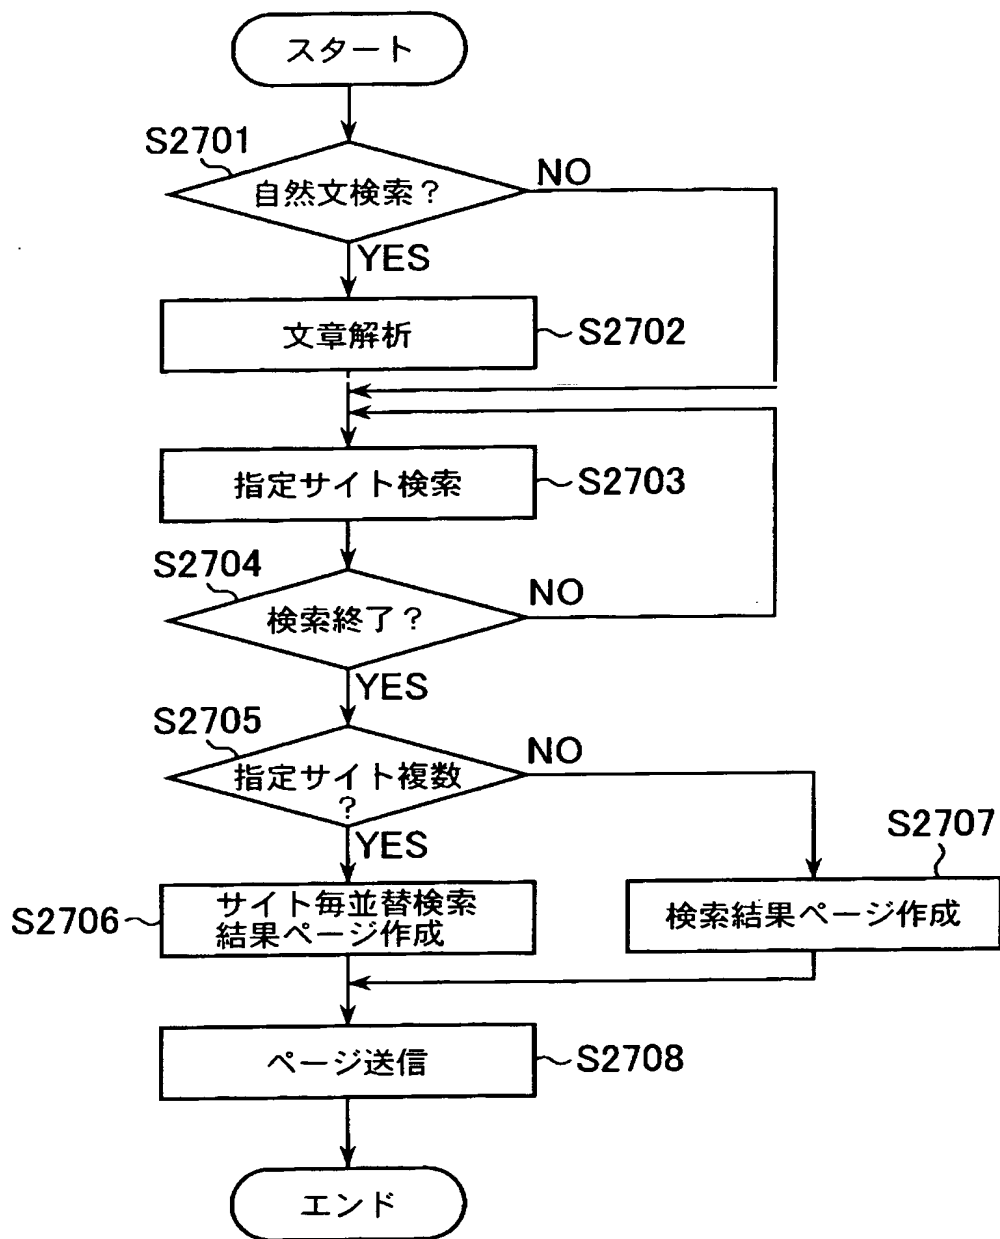 スタート
S2701
自然文検索？
NO
YES
文章解析
S2702
指定サイト検索
S2703
S2704
検索終了？
NO
YES
S2705
指定サイト複数
？
NO
YES
S2707
S2706
サイト毎並替検索
結果ページ作成
検索結果ページ作成
ページ送信
S2708
エンド